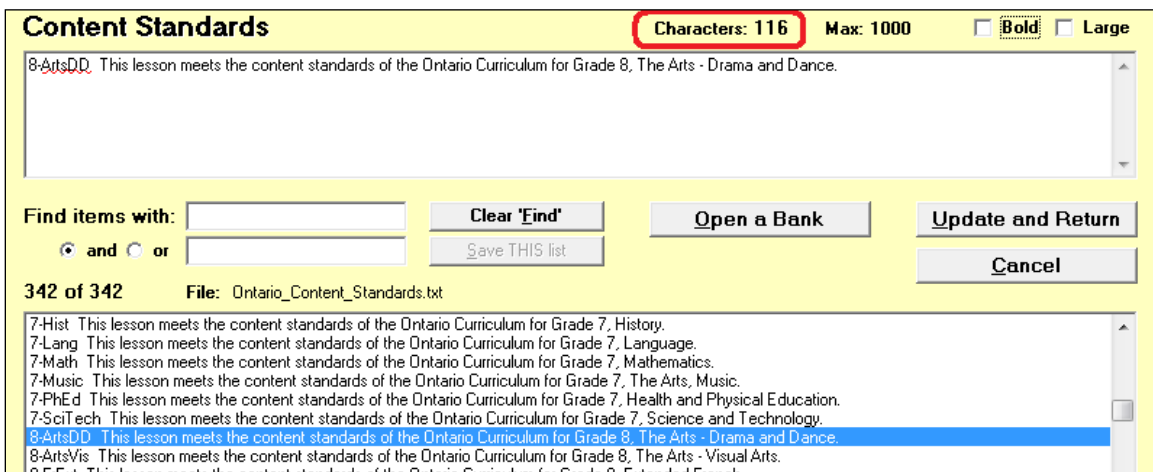 Content Standards Characters: 116 Max: 1000 Bold Large
8-ArtsDD This lesson meets the content standards of the Ontario Curriculum for Grade 8, The Arts - Drama and Dance.
Find items with: Clear 'Find' Open a Bank Update and Return
and or Save THIS list
Cancel
342 of 342 File: Ontario_Content_Standards.txt
7-Hist This lesson meets the content standards of the Ontario Curriculum for Grade 7, History.
7-Lang This lesson meets the content standards of the Ontario Curriculum for Grade 7, Language.
7-Math This lesson meets the content standards of the Ontario Curriculum for Grade 7, Mathematics.
7-Music This lesson meets the content standards of the Ontario Curriculum for Grade 7, The Arts, Music.
7-PhEd This lesson meets the content standards of the Ontario Curriculum for Grade 7, Health and Physical Education.
7-SciTech This lesson meets the content standards of the Ontario Curriculum for Grade 7, Science and Technology.
8-ArtsDD This lesson meets the content standards of the Ontario Curriculum for Grade 8, The Arts - Drama and Dance.
8-ArtsVis This lesson meets the content standards of the Ontario Curriculum for Grade 8, The Arts - Visual Arts.